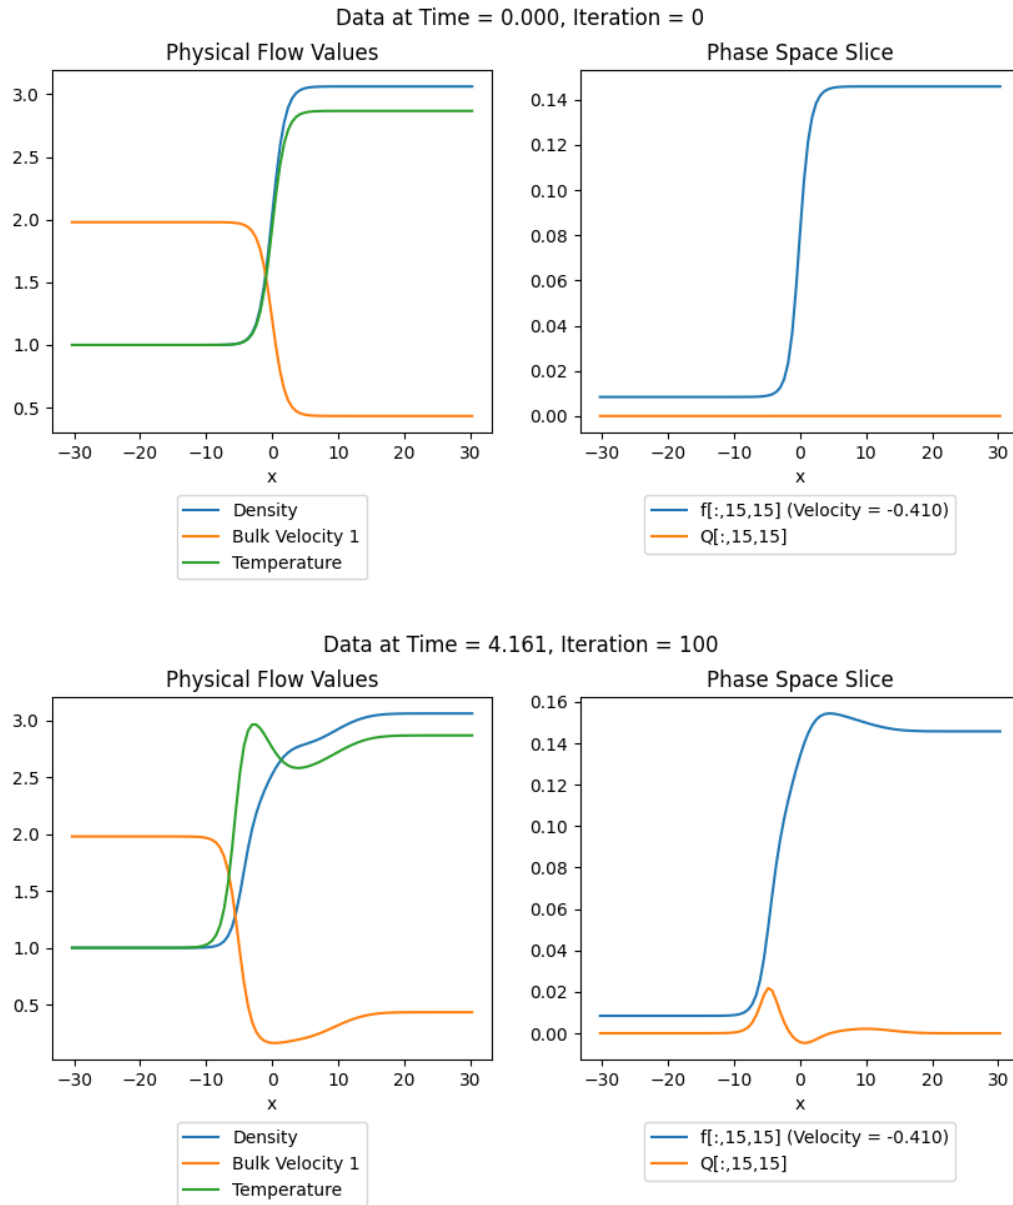 Data at Time = 0.000, Iteration = 0
Physical Flow Values
3.0
2.5
2.0
1.5
1.0
0.5
−30 −20 −10 0 10 20 30
x
Density
Bulk Velocity 1
Temperature
Phase Space Slice
0.14
0.12
0.10
0.08
0.06
0.04
0.02
0.00
−30 −20 −10 0 10 20 30
x
f[:,15,15] (Velocity = -0.410)
Q[:,15,15]
Data at Time = 4.161, Iteration = 100
Physical Flow Values
3.0
2.5
2.0
1.5
1.0
0.5
−30 −20 −10 0 10 20 30
x
Density
Bulk Velocity 1
Temperature
Phase Space Slice
0.16
0.14
0.12
0.10
0.08
0.06
0.04
0.02
0.00
−30 −20 −10 0 10 20 30
x
f[:,15,15] (Velocity = -0.410)
Q[:,15,15]